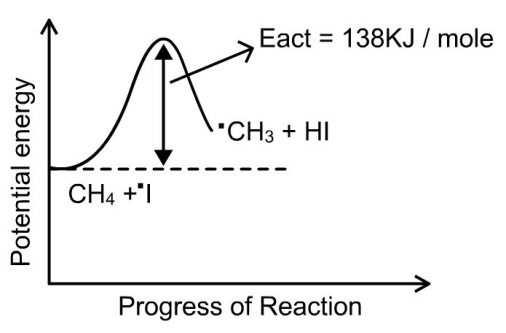 Eact = 138KJ / mole
▪CH₃ + HI
CH₄ +▪I
Potential energy
Progress of Reaction